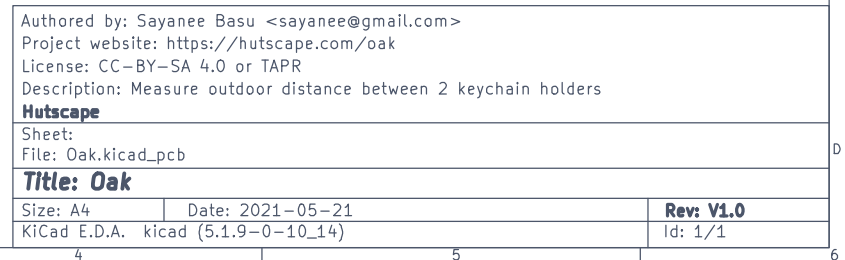 Authored by: Sayanee Basu <sayanee@gmail.com>
Project website: https://hutscape.com/oak
License: CC-BY-SA 4.0 or TAPR
Description: Measure outdoor distance between 2 keychain holders
Hutscape
Sheet:
File: Oak.kicad_pcb
D
Title: Oak
Size: A4 Date: 2021-05-21 Rev: V1.0
KiCad E.D.A. kicad (5.1.9-0-10_14) Id: 1/1
4 5 6